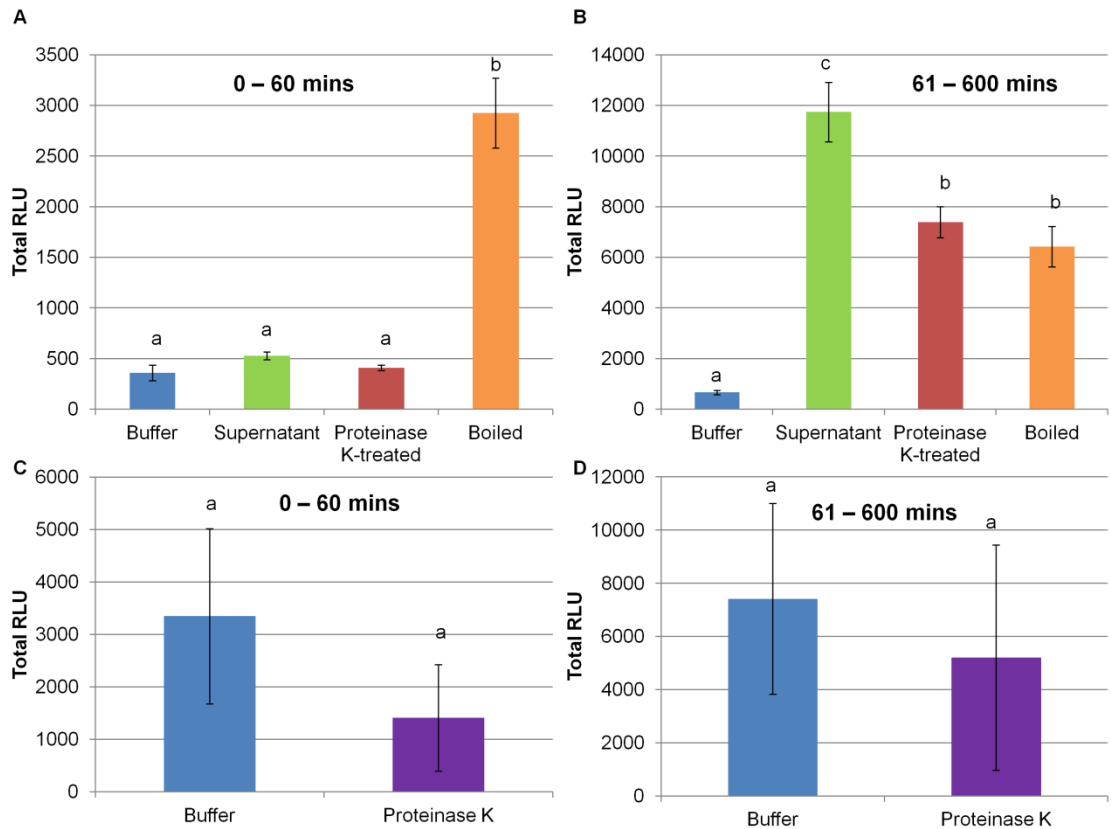 A
0 – 60 mins
Total RLU
3500
3000
2500
2000
1500
1000
500
0
a
a
a
b
Buffer
Supernatant
Proteinase
K-treated
Boiled
B
61 – 600 mins
Total RLU
14000
12000
10000
8000
6000
4000
2000
0
a
c
b
b
Buffer
Supernatant
Proteinase
K-treated
Boiled
C
0 – 60 mins
Total RLU
6000
5000
4000
3000
2000
1000
0
a
a
Buffer
Proteinase K
D
61 – 600 mins
Total RLU
12000
10000
8000
6000
4000
2000
0
a
a
Buffer
Proteinase K